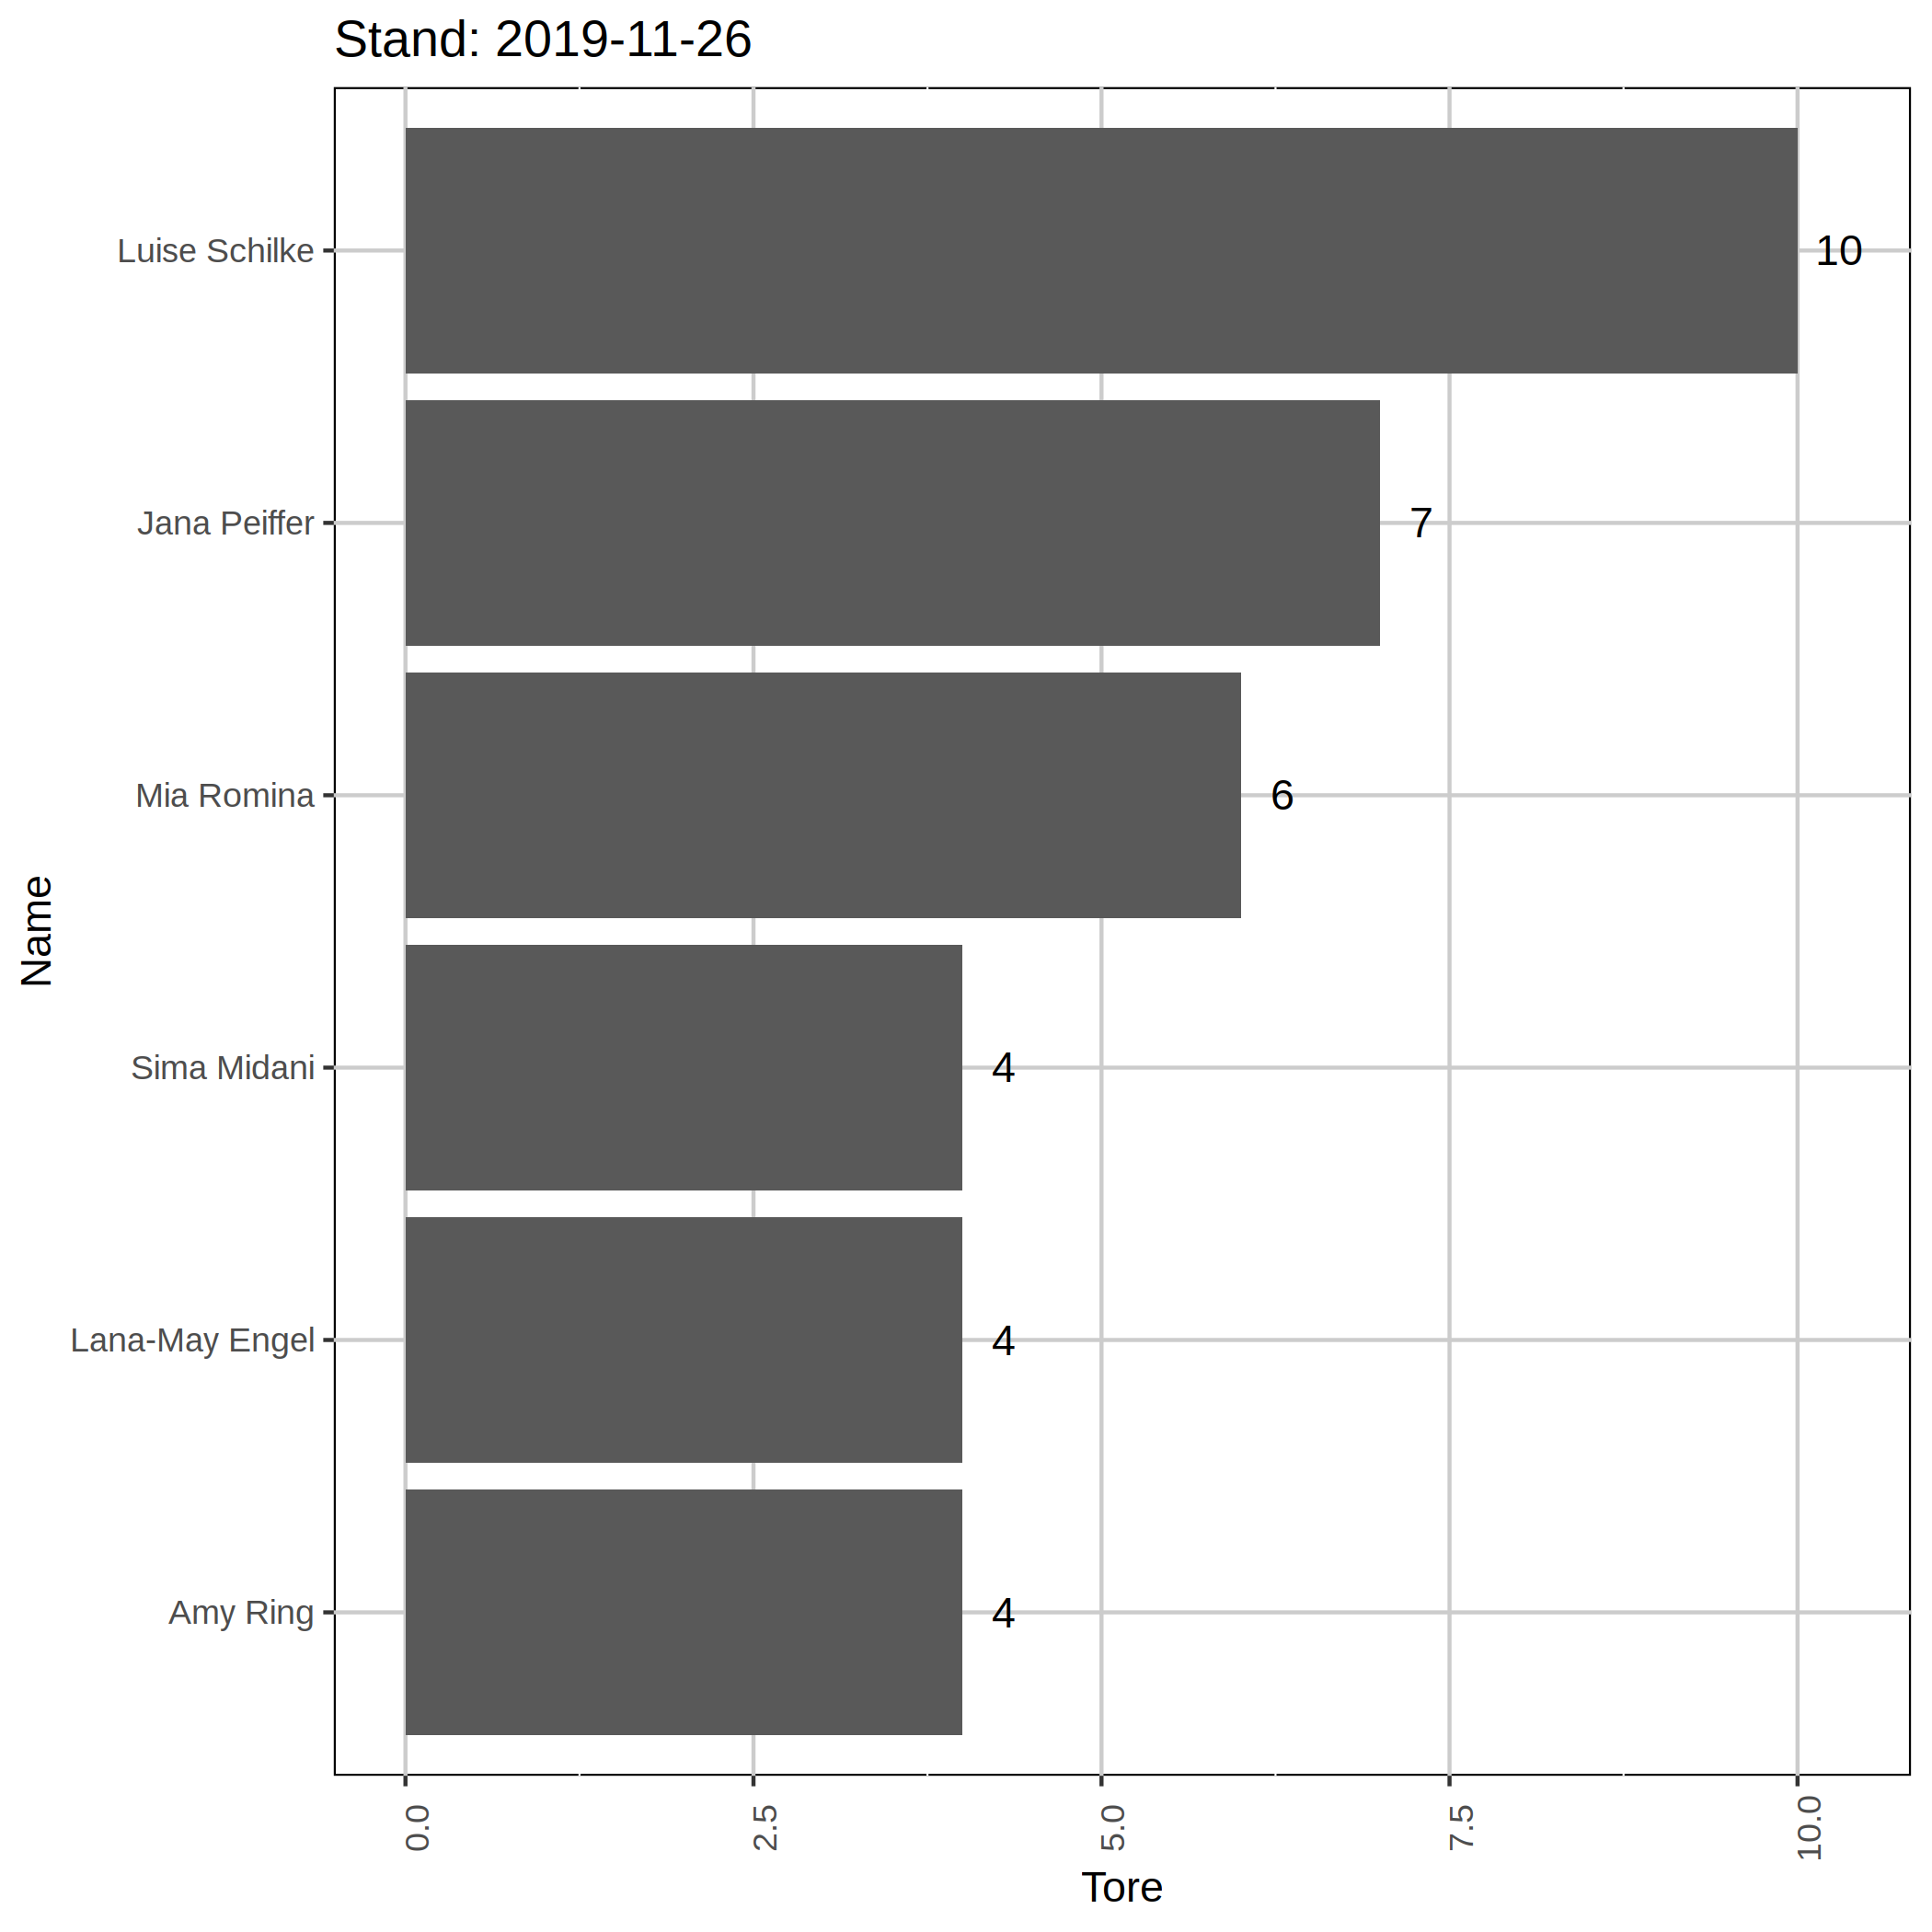 Stand: 2019-11-26
Luise Schilke
10
Jana Peiffer
7
Mia Romina
6
Name
Sima Midani
4
Lana-May Engel
4
Amy Ring
4
0.0
2.5
5.0
7.5
10.0
Tore